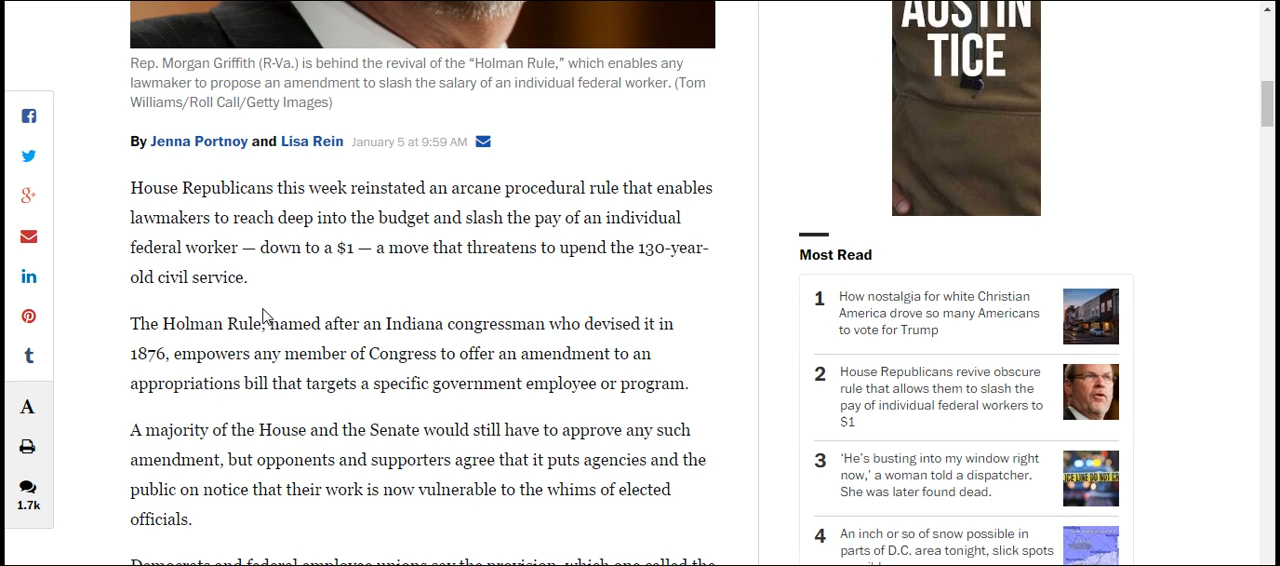 AUSTIN
TICE
Rep. Morgan Griffith (R-Va.) is behind the revival of the “Holman Rule,” which enables any
lawmaker to propose an amendment to slash the salary of an individual federal worker. (Tom
Williams/Roll Call/Getty Images)
By Jenna Portnoy and Lisa Rein January 5 at 9:59 AM
House Republicans this week reinstated an arcane procedural rule that enables
lawmakers to reach deep into the budget and slash the pay of an individual
federal worker — down to a $1 — a move that threatens to upend the 130-year-
old civil service.
The Holman Rule, named after an Indiana congressman who devised it in
1876, empowers any member of Congress to offer an amendment to an
appropriations bill that targets a specific government employee or program.
A majority of the House and the Senate would still have to approve any such
amendment, but opponents and supporters agree that it puts agencies and the
public on notice that their work is now vulnerable to the whims of elected
officials.
Democrats and federal employee unions say the provision, which one called the
A
1.7k
Most Read
1 How nostalgia for white Christian
America drove so many Americans
to vote for Trump
2 House Republicans revive obscure
rule that allows them to slash the
pay of individual federal workers to
$1
3 ‘He’s busting into my window right
now,’ a woman told a dispatcher.
She was later found dead.
4 An inch or so of snow possible in
parts of D.C. area tonight, slick spots